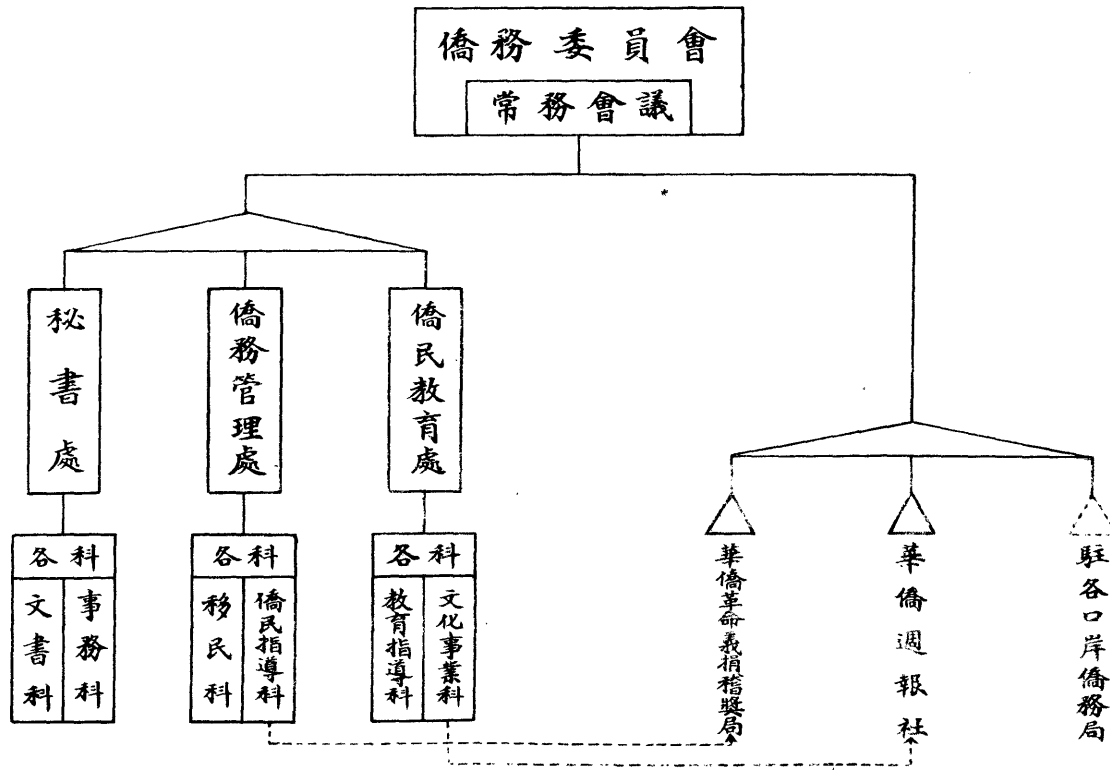 僑務委員會
常務會議
秘書處
僑務管理處
僑民教育處
各科
文書科
事務科
各科
移民科
僑民指導科
各科
教育指導科
文化事業科
華僑革命義捐稽獎局
華僑週報社
駐各口岸僑務局